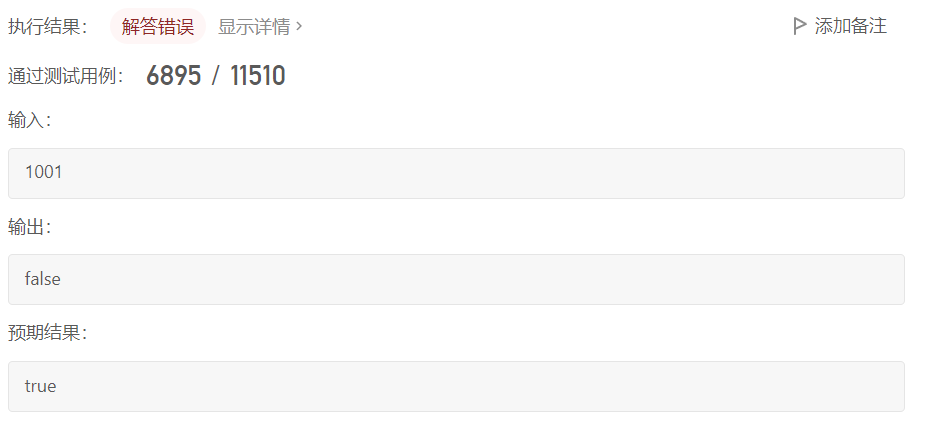 执行结果： 解答错误 显示详情 > 添加备注
通过测试用例： 6895 / 11510
输入：
1001
输出：
false
预期结果：
true